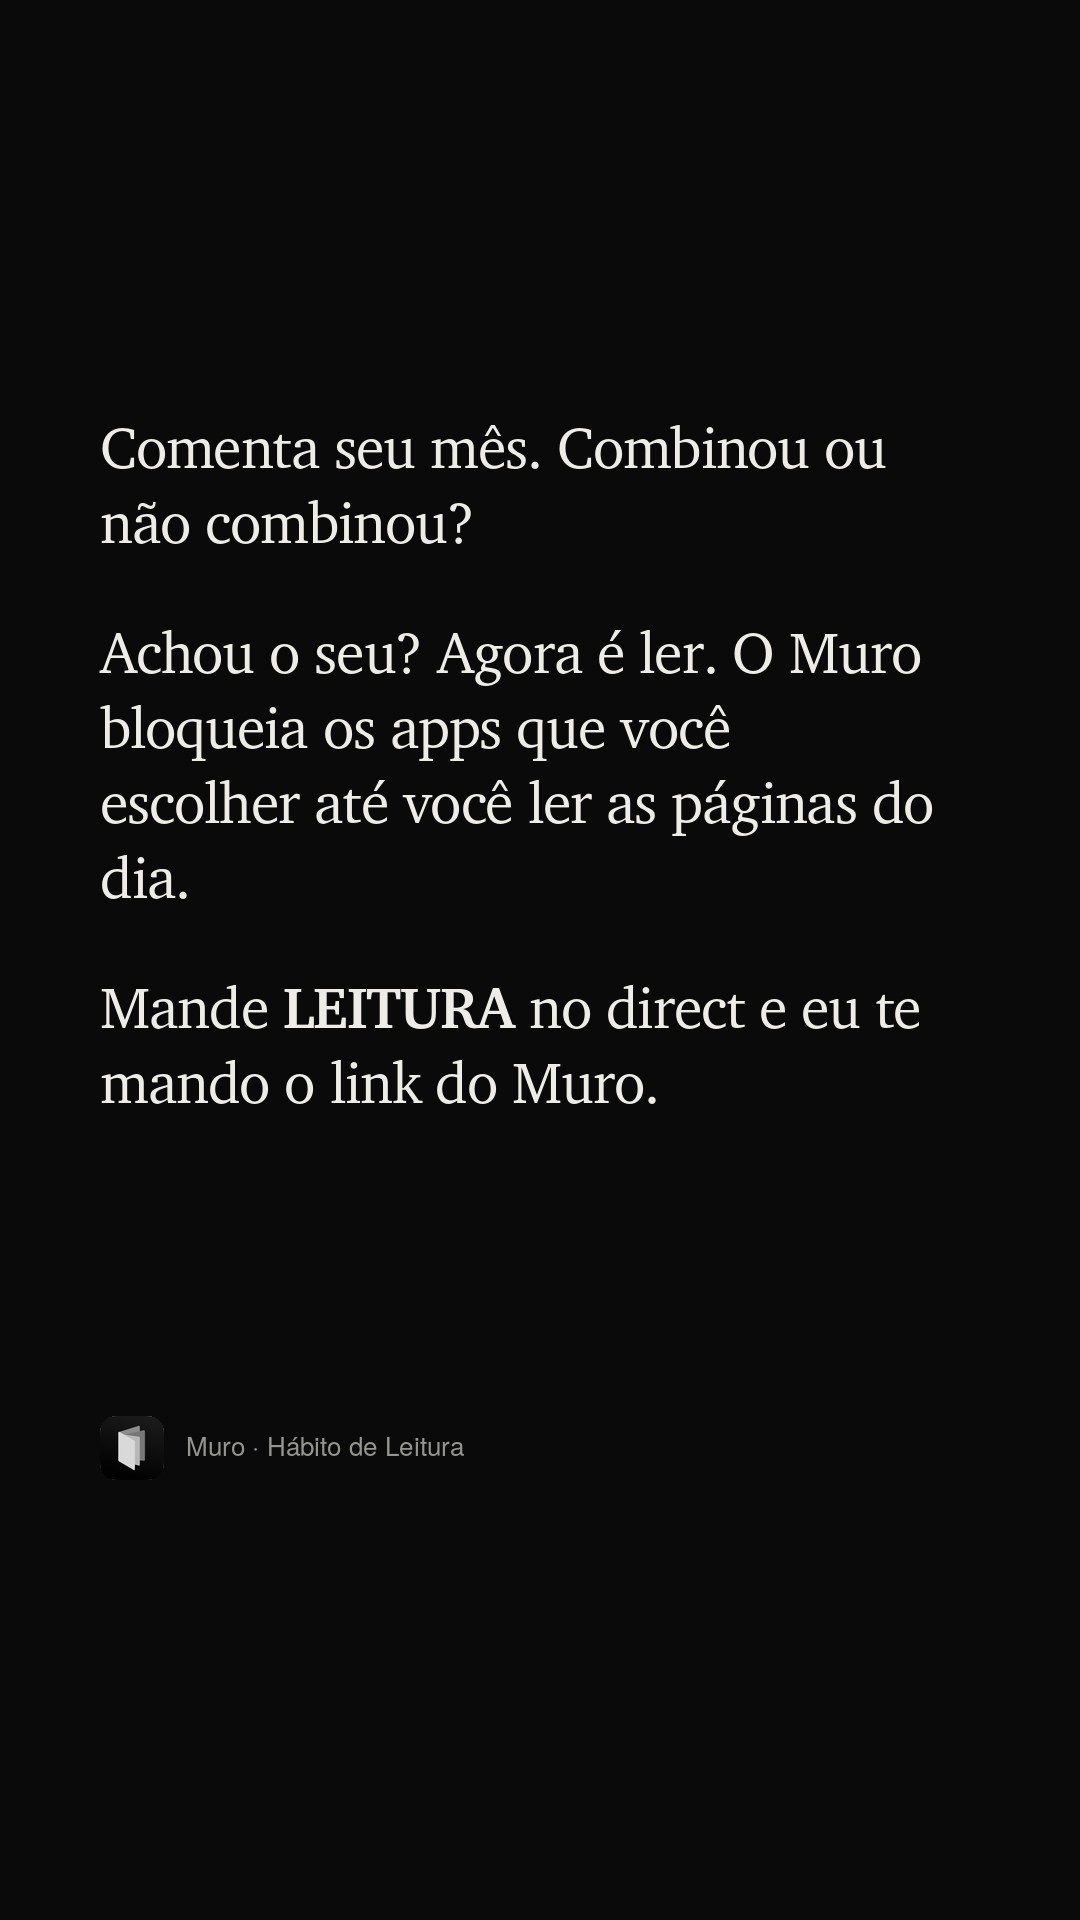 Comenta seu mês. Combinou ou
não combinou?
Achou o seu? Agora é ler. O Muro
bloqueia os apps que você
escolher até você ler as páginas do
dia.
Mande LEITURA no direct e eu te
mando o link do Muro.
Muro · Hábito de Leitura